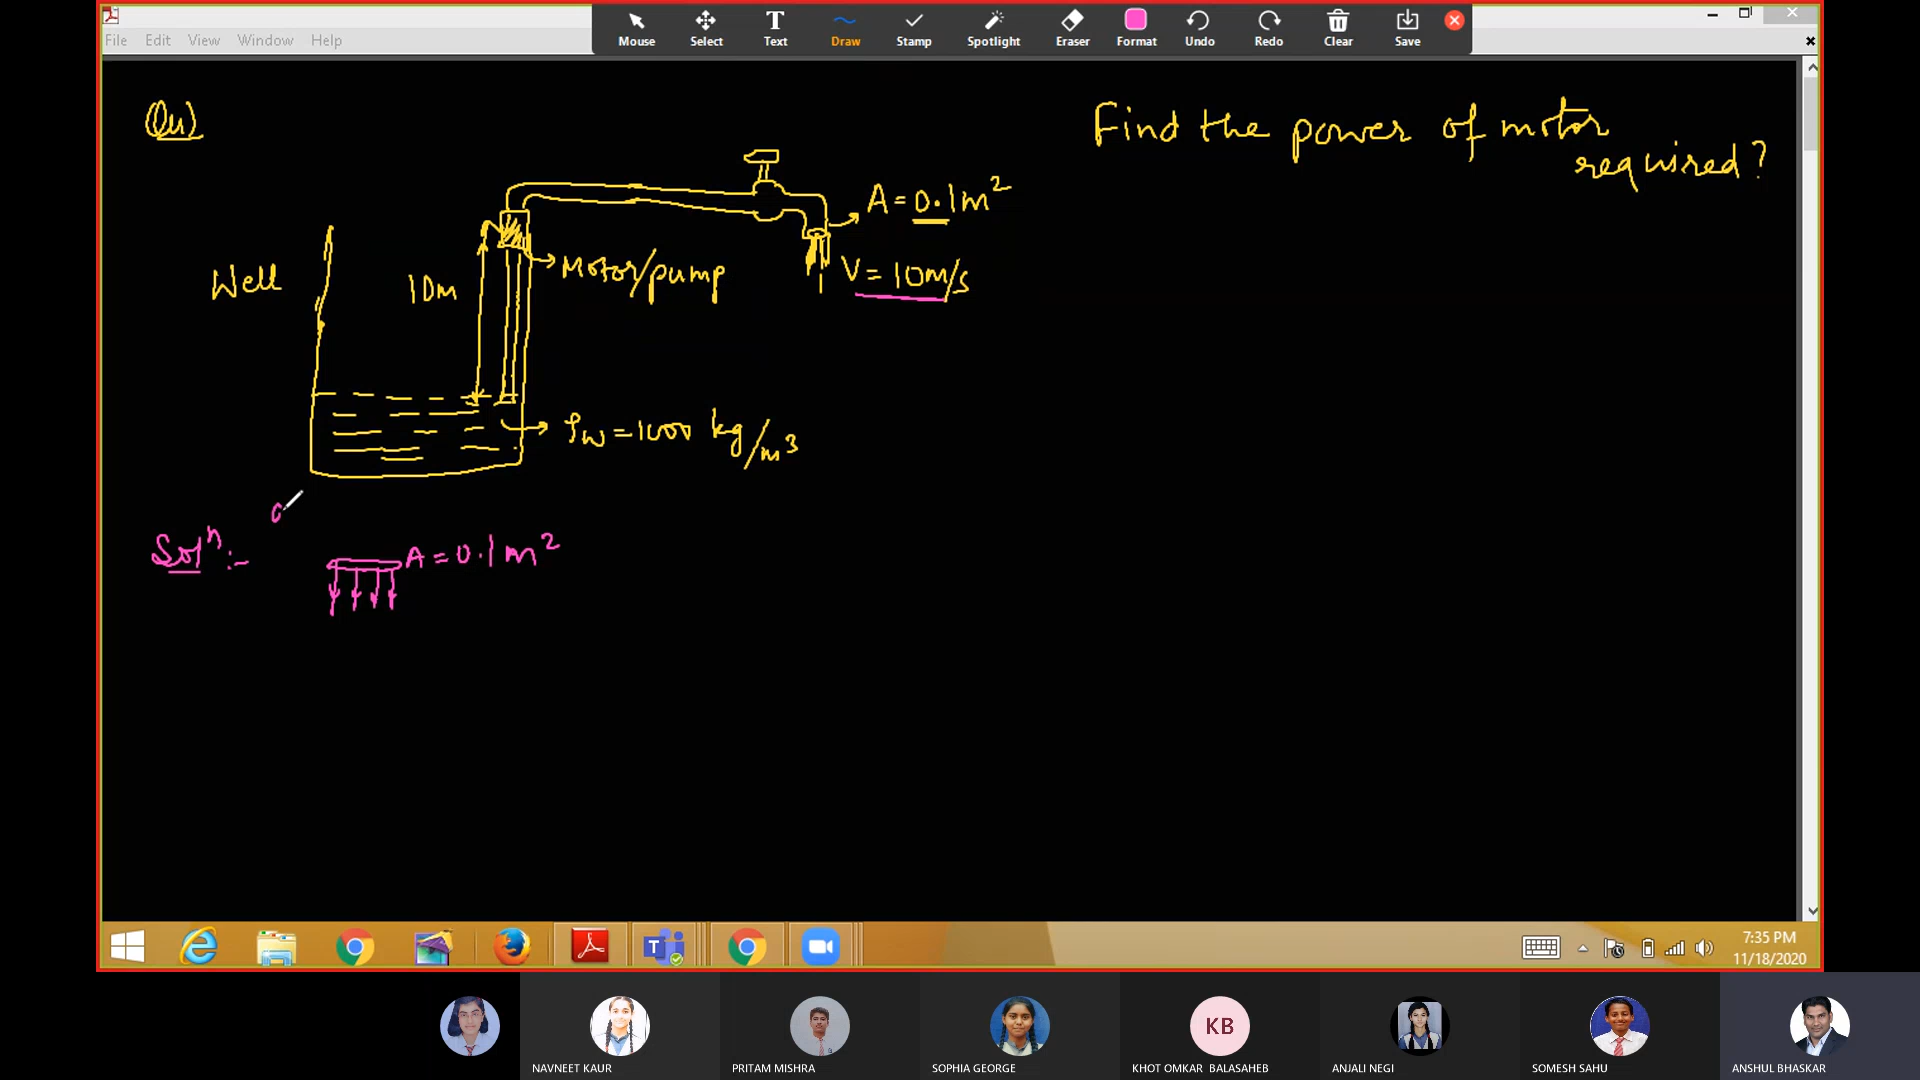 File Edit View Window Help
Mouse Select Text Draw Stamp Spotlight Eraser Format Undo Redo Clear Save
Qu)
Find the power of motor
required?
A = 0.1m²
Well
10m
Motor/pump
V = 10m/s
ρw = 1000 kg/m³
Solⁿ:-
A = 0.1 m²
7:35 PM
11/18/2020
KB
NAVNEET KAUR
PRITAM MISHRA
SOPHIA GEORGE
KHOT OMKAR BALASAHEB
ANJALI NEGI
SOMESH SAHU
ANSHUL BHASKAR